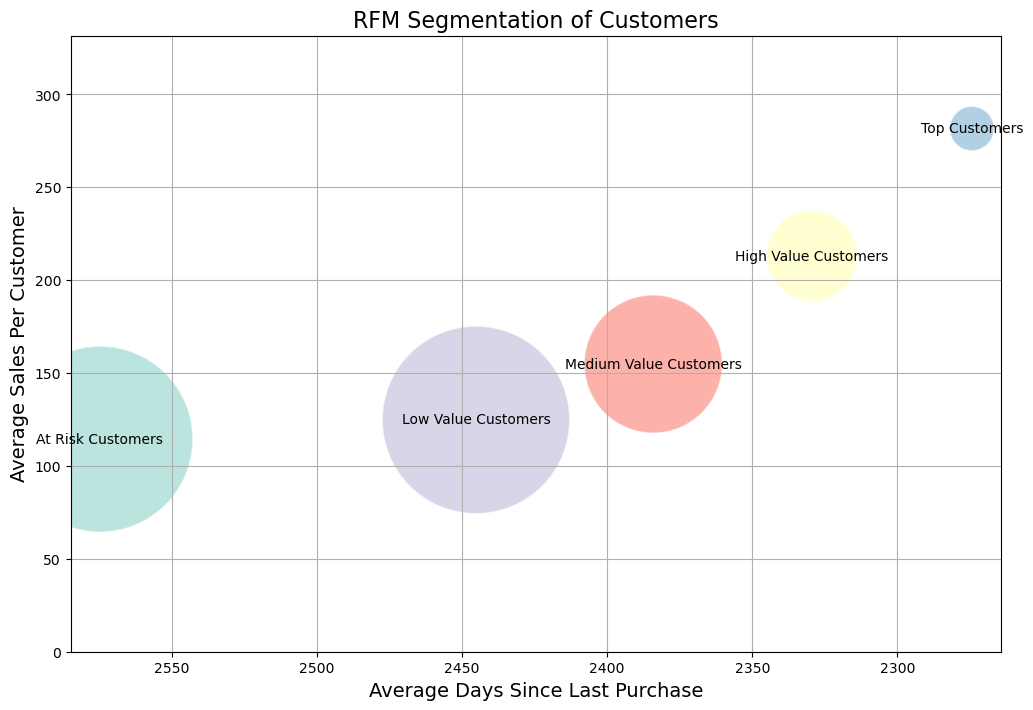 RFM Segmentation of Customers
Average Sales Per Customer
300
250
200
150
100
50
0
Top Customers
High Value Customers
Medium Value Customers
Low Value Customers
At Risk Customers
2550
2500
2450
2400
2350
2300
Average Days Since Last Purchase